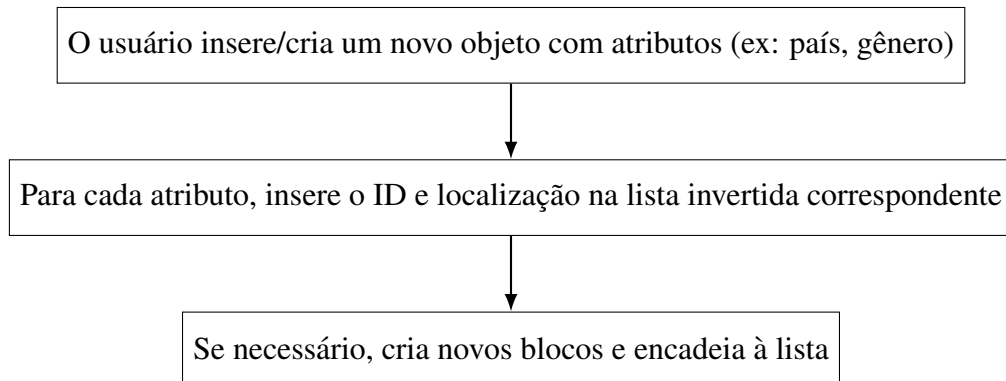 O usuário insere/cria um novo objeto com atributos (ex: país, gênero)
Para cada atributo, insere o ID e localização na lista invertida correspondente
Se necessário, cria novos blocos e encadeia à lista